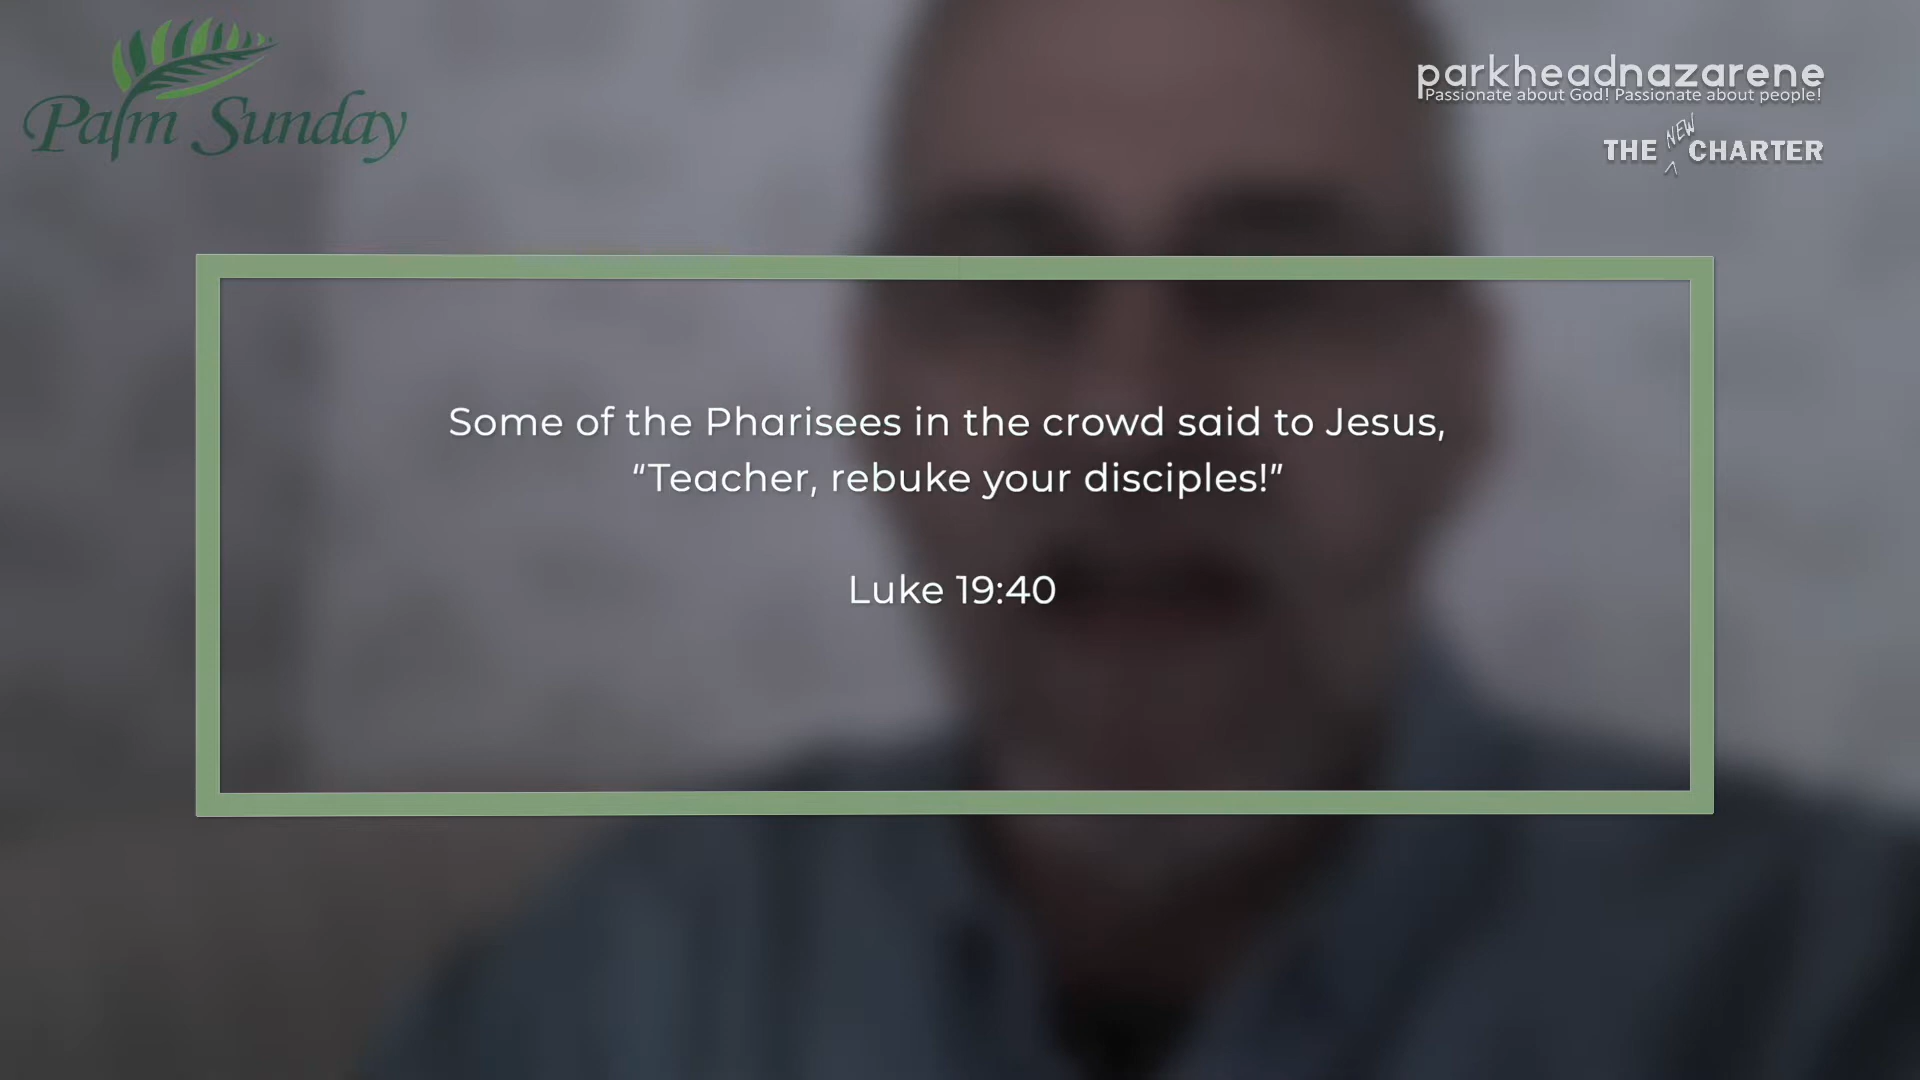 Palm Sunday
parkheadnazarene
Passionate about God! Passionate about people!
NEW
THE ^ CHARTER
Some of the Pharisees in the crowd said to Jesus,
“Teacher, rebuke your disciples!”
Luke 19:40